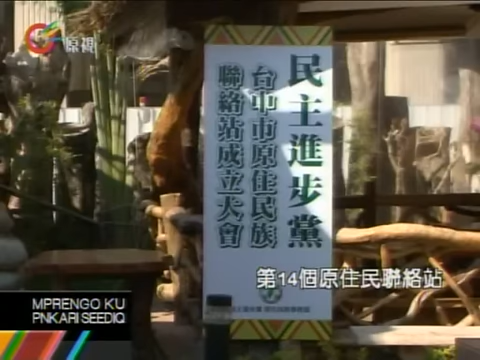 原視
民主進步黨
台中市原住民族
聯絡站成立大會
第14個原住民聯絡站
MPRENGO KU
PNKARI SEEDIQ